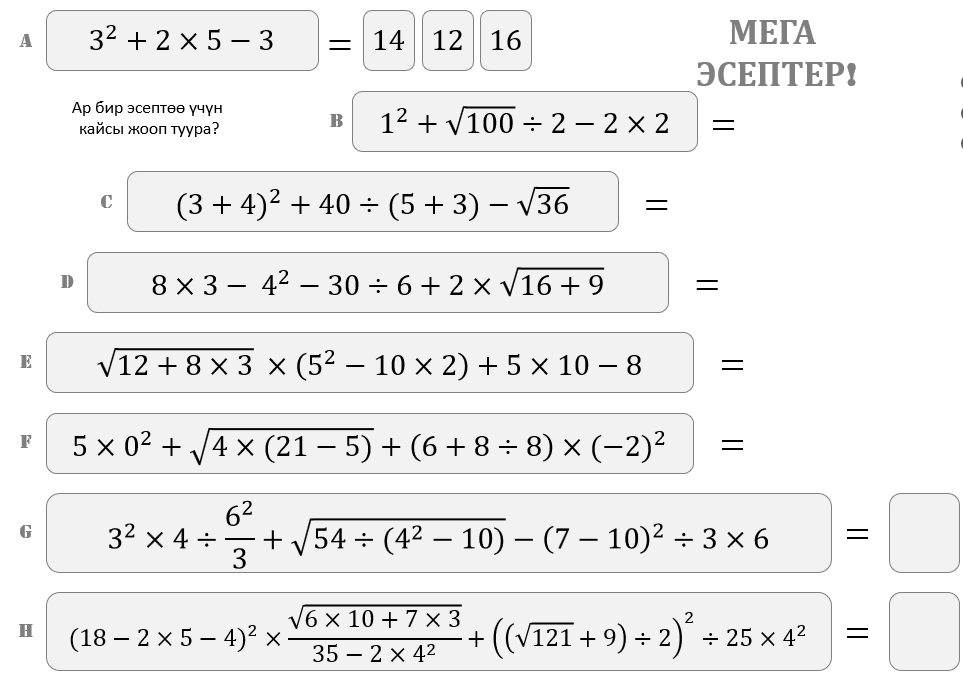 A 3² + 2 × 5 − 3 = 14 12 16
МЕГА
ЭСЕПТЕР!
Ар бир эсептөө үчүн
кайсы жооп туура?
B 1² + √100 ÷ 2 − 2 × 2 =
C (3 + 4)² + 40 ÷ (5 + 3) − √36 =
D 8 × 3 − 4² − 30 ÷ 6 + 2 × √(16 + 9) =
E √(12 + 8 × 3) × (5² − 10 × 2) + 5 × 10 − 8 =
F 5 × 0² + √(4 × (21 − 5)) + (6 + 8 ÷ 8) × (−2)² =
G 3² × 4 ÷ 6²/3 + √(54 ÷ (4² − 10)) − (7 − 10)² ÷ 3 × 6 =
H (18 − 2 × 5 − 4)² × √(6 × 10 + 7 × 3)/(35 − 2 × 4²) + ((√121 + 9) ÷ 2)² ÷ 25 × 4² =